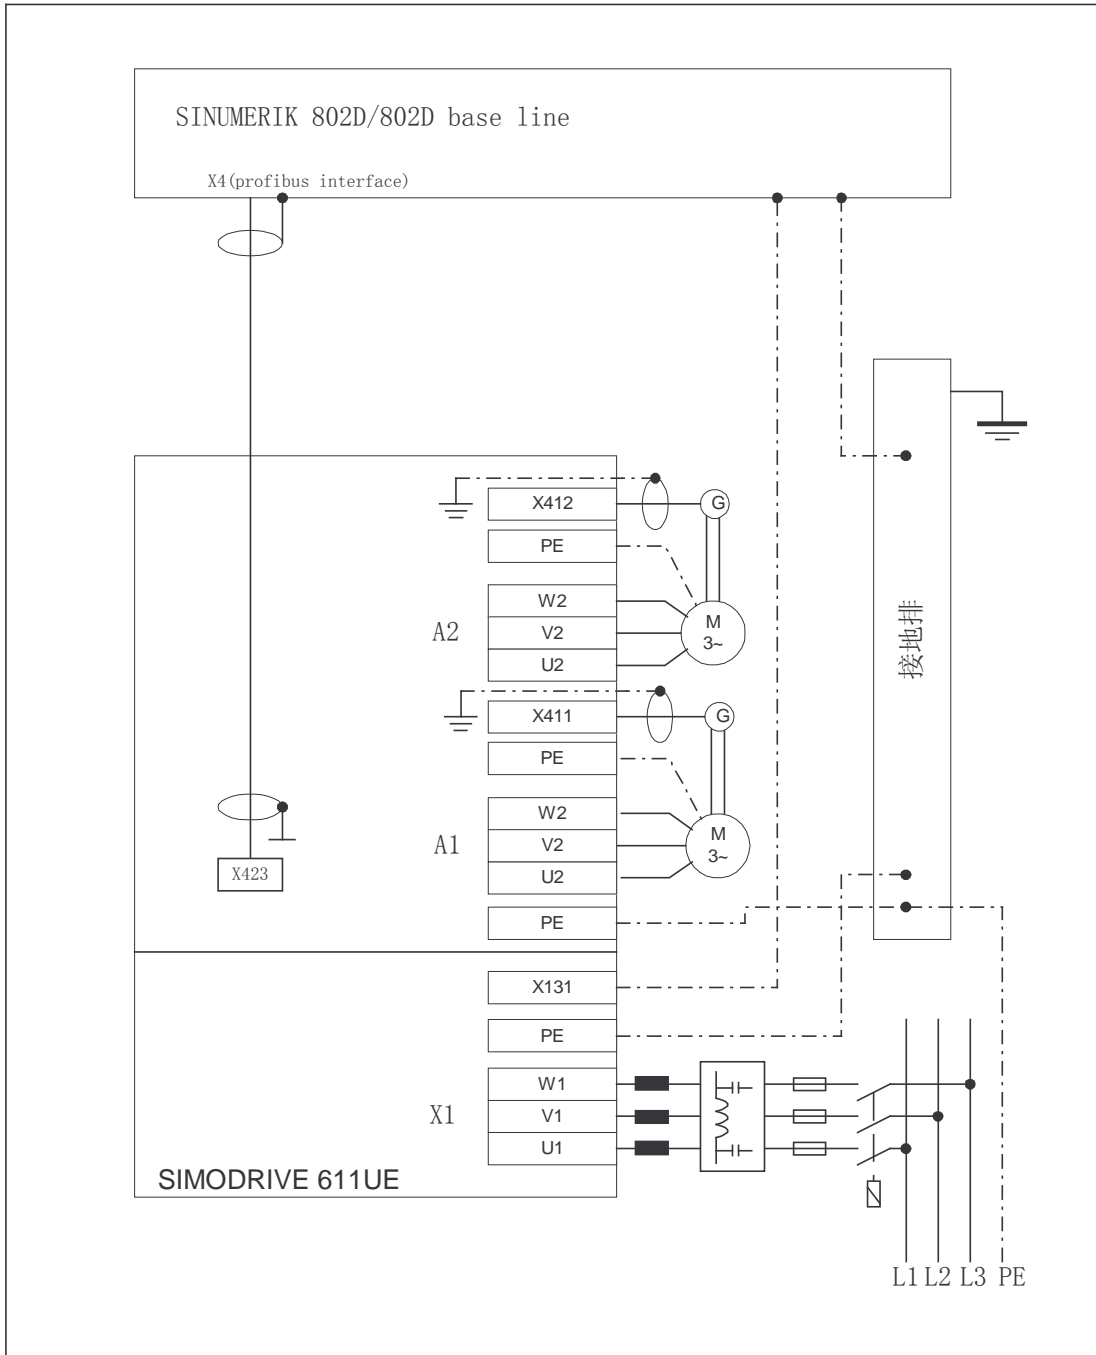 SINUMERIK 802D/802D base line
X4(profibus interface)
X412
G
PE
W2
M
3~
A2
V2
U2
接地排
X411
G
PE
W2
M
3~
A1
V2
X423
U2
PE
X131
PE
W1
X1
V1
U1
SIMODRIVE 611UE
L1 L2 L3 PE